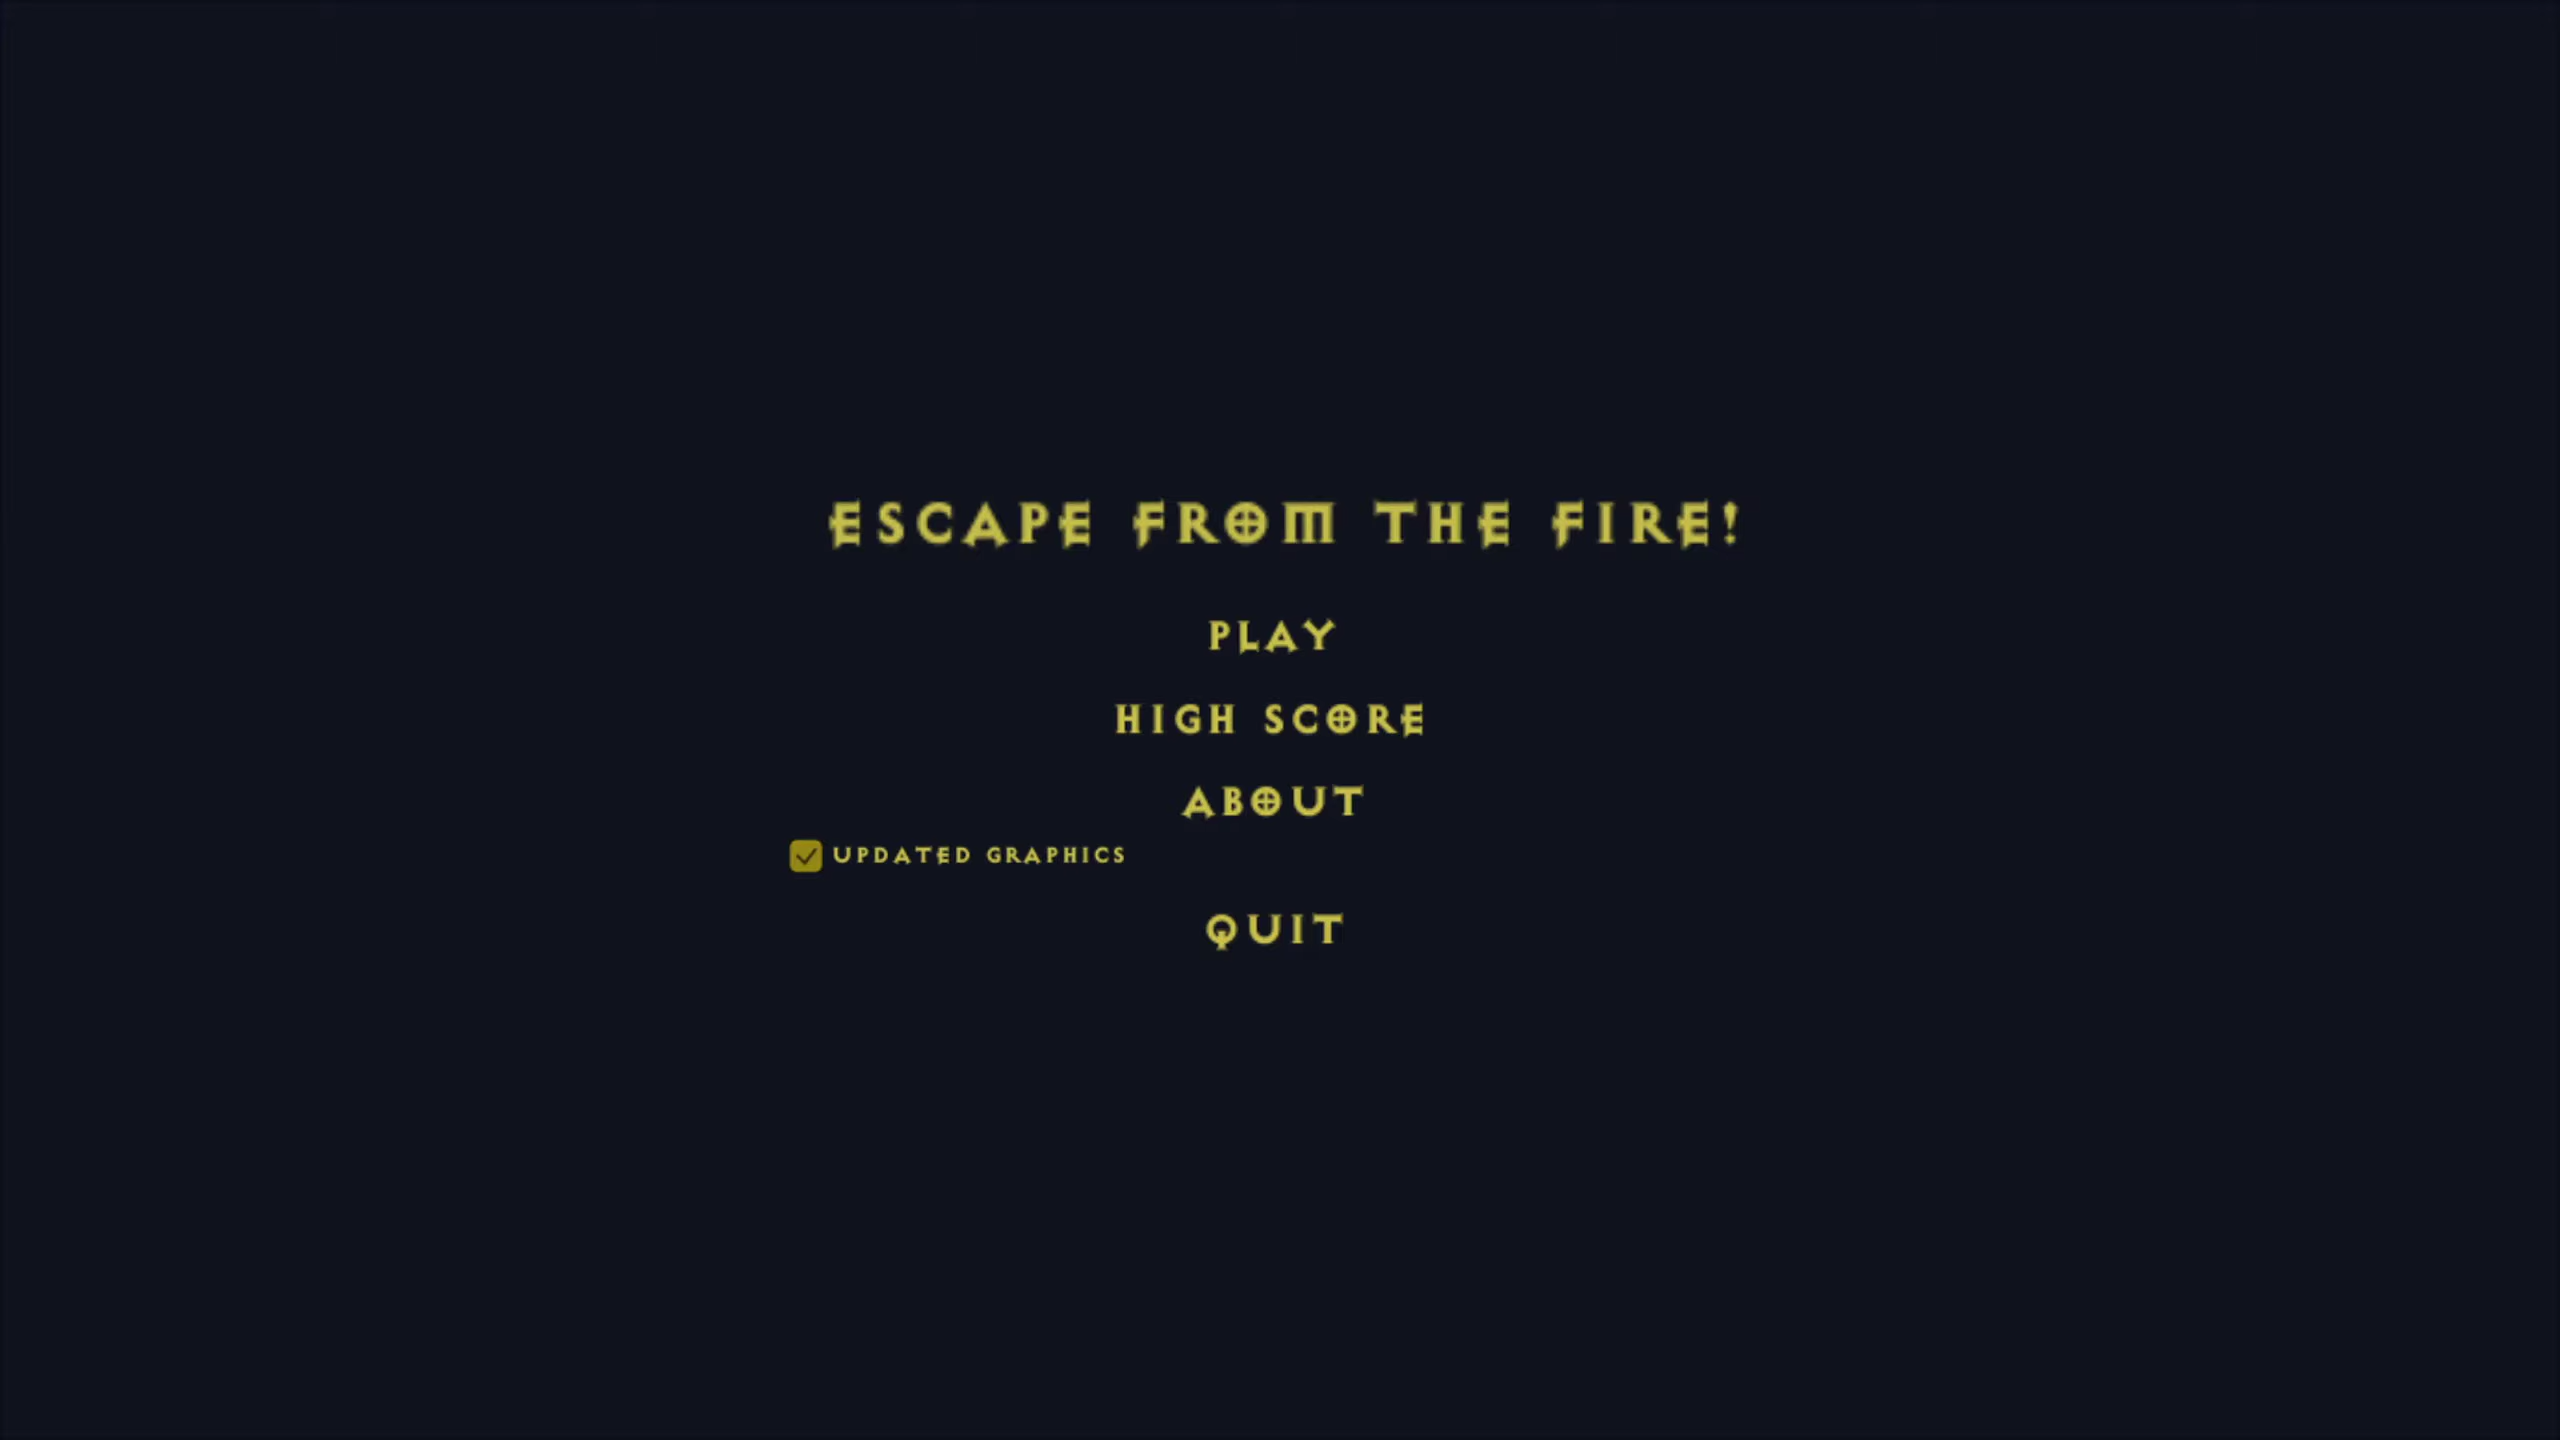 ESCAPE FROM THE FIRE!
PLAY
HIGH SCORE
ABOUT
UPDATED GRAPHICS
QUIT